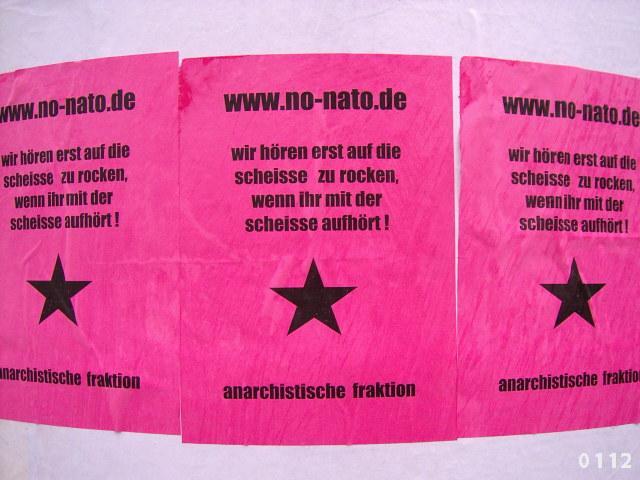 www.no-nato.de
wir hören erst auf die
scheisse zu rocken,
wenn ihr mit der
scheisse aufhört !
anarchistische fraktion
www.no-nato.de
wir hören erst auf die
scheisse zu rocken,
wenn ihr mit der
scheisse aufhört !
anarchistische fraktion
www.no-nato.de
wir hören erst auf die
scheisse zu rocken,
wenn ihr mit der
scheisse aufhört !
anarchistische fraktion
0112